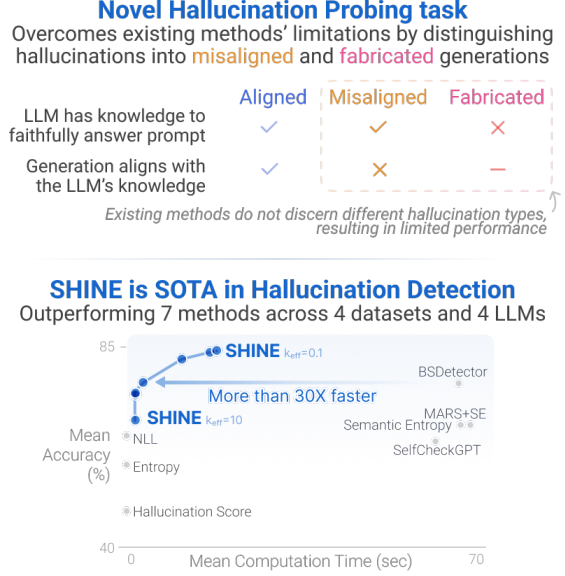 Novel Hallucination Probing task
Overcomes existing methods' limitations by distinguishing
hallucinations into misaligned and fabricated generations
Aligned Misaligned Fabricated
LLM has knowledge to
faithfully answer prompt
Generation aligns with
the LLM's knowledge
Existing methods do not discern different hallucination types,
resulting in limited performance
SHINE is SOTA in Hallucination Detection
Outperforming 7 methods across 4 datasets and 4 LLMs
85
SHINE keff=0.1
BSDetector
More than 30X faster
SHINE keff=10
MARS+SE
Semantic Entropy
SelfCheckGPT
Mean
Accuracy
(%)
NLL
Entropy
Hallucination Score
40
0
Mean Computation Time (sec)
70